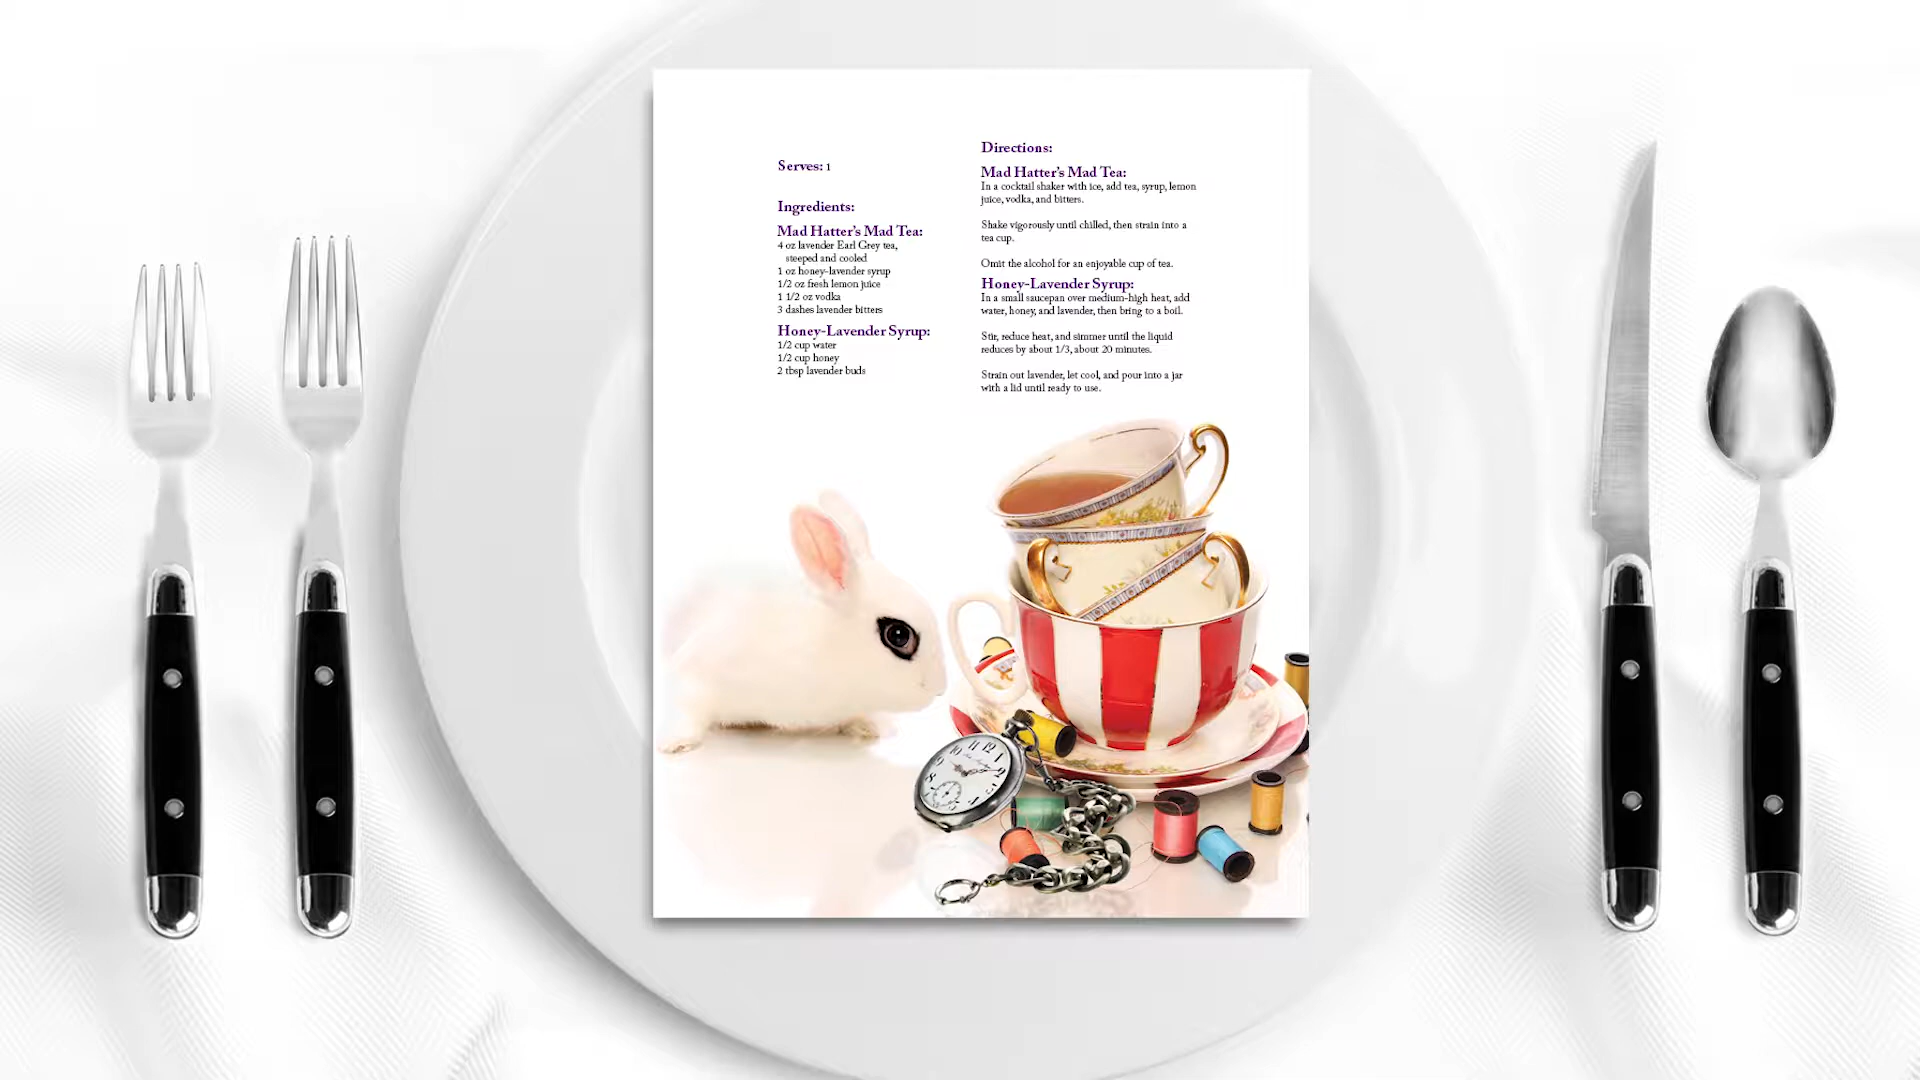 Serves: 1
Ingredients:
Mad Hatter's Mad Tea:
4 oz lavender Earl Grey tea,
steeped and cooled
1 oz honey-lavender syrup
1/2 oz fresh lemon juice
1 1/2 oz vodka
3 dashes lavender bitters
Honey-Lavender Syrup:
1/2 cup water
1/2 cup honey
2 tbsp lavender buds
Directions:
Mad Hatter's Mad Tea:
In a cocktail shaker with ice, add tea, syrup, lemon
juice, vodka, and bitters.
Shake vigorously until chilled, then strain into a
tea cup.
Omit the alcohol for an enjoyable cup of tea.
Honey-Lavender Syrup:
In a small saucepan over medium-high heat, add
water, honey, and lavender, then bring to a boil.
Stir, reduce heat, and simmer until the liquid
reduces by about 1/3, about 20 minutes.
Strain out lavender, let cool, and pour into a jar
with a lid until ready to use.